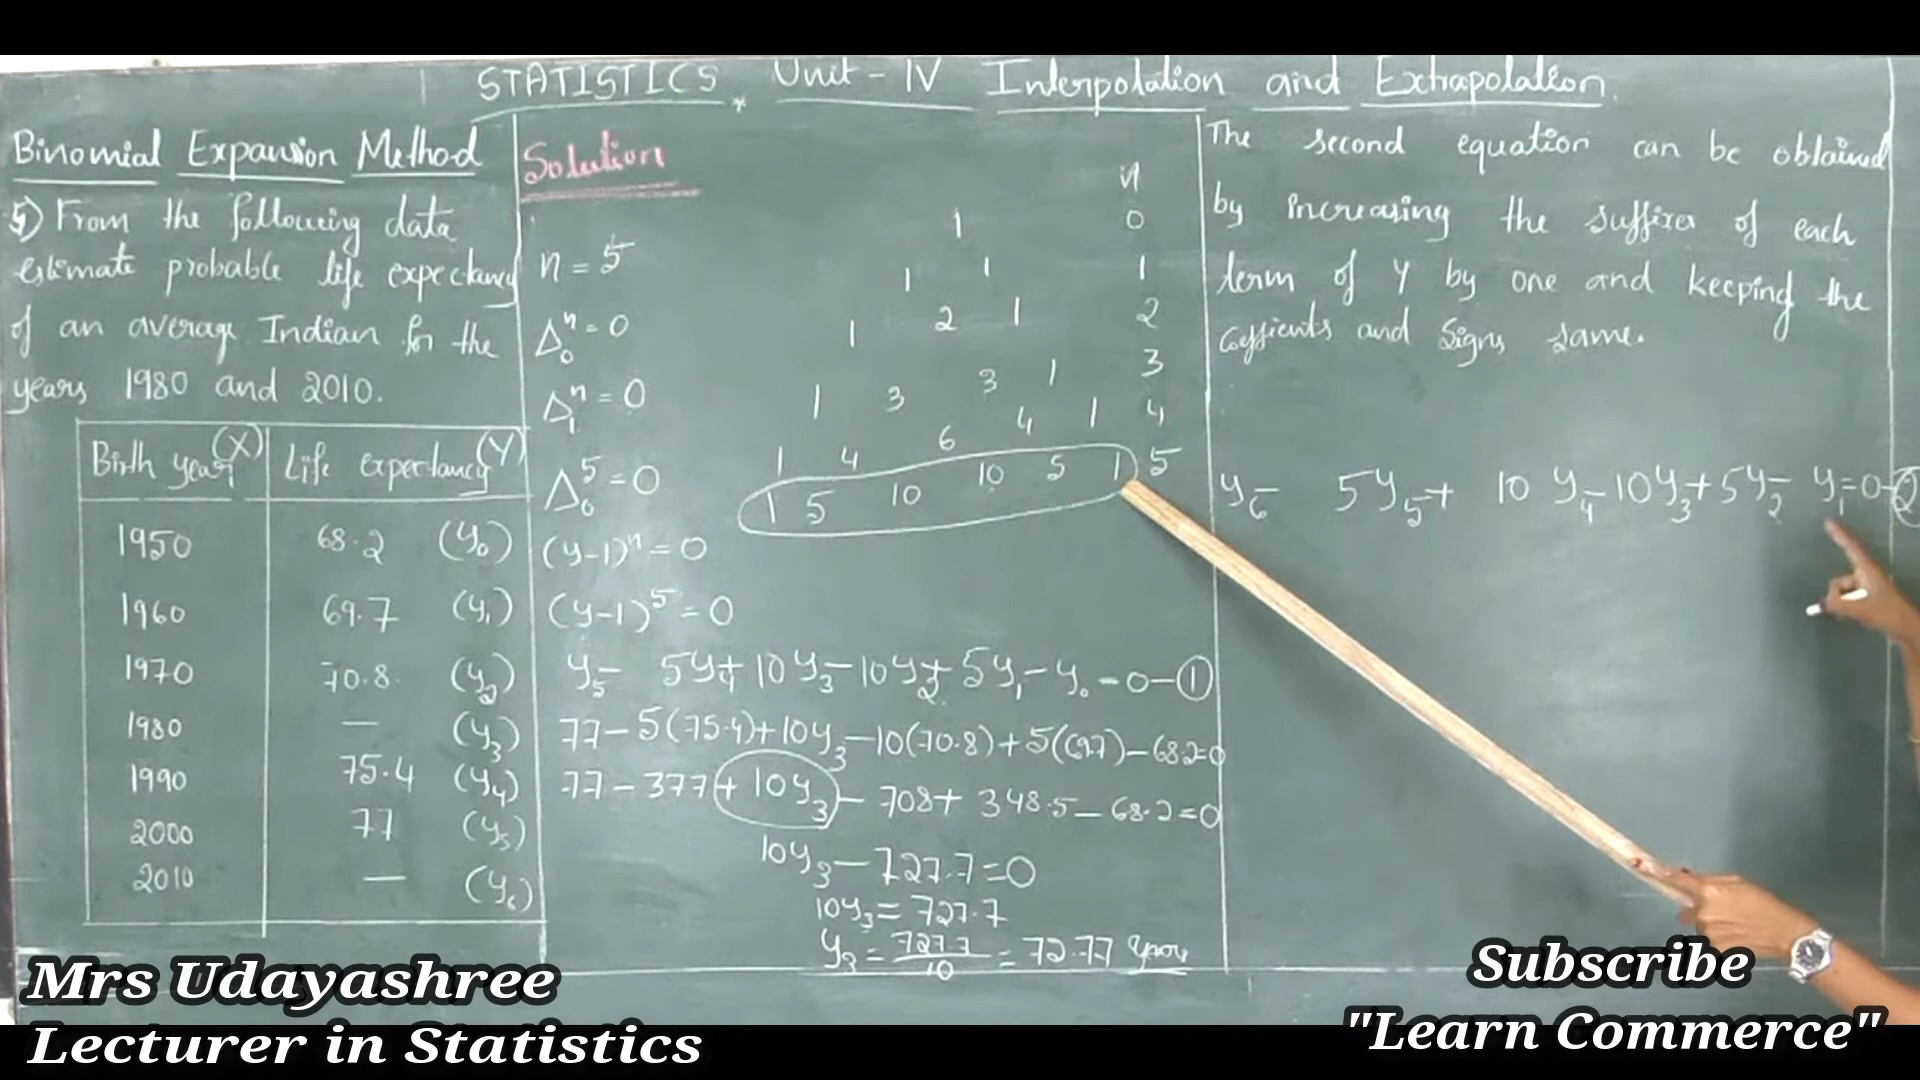 STATISTICS, Unit - IV Interpolation and Extrapolation.
Binomial Expansion Method
5) From the following data
estimate probable life expectancy
of an average Indian for the
years 1980 and 2010.
Birth year (X) Life expectancy (Y)
1950 68.2 (y₀)
1960 69.7 (y₁)
1970 70.8 (y₂)
1980 — (y₃)
1990 75.4 (y₄)
2000 77 (y₅)
2010 — (y₆)
Solution
n = 5
Δ₀ⁿ = 0
Δ₁ⁿ = 0
Δ₀⁵ = 0
(y-1)ⁿ = 0
(y-1)⁵ = 0
n
1 0
1 1 1
1 2 1 2
1 3 3 1 3
1 4 6 4 1 4
1 5 10 10 5 1 5
y₅ - 5y₄ + 10y₃ - 10y₂ + 5y₁ - y₀ = 0 - ①
77 - 5(75.4) + 10y₃ - 10(70.8) + 5(69.7) - 68.2 = 0
77 - 377 + 10y₃ - 708 + 348.5 - 68.2 = 0
10y₃ - 727.7 = 0
10y₃ = 727.7
y₃ = 727.7/10 = 72.77
The second equation can be obtained
by increasing the suffixes of each
term of Y by one and keeping the
and Signs same.
y₆ - 5y₅ + 10y₄ - 10y₃ + 5y₂ - y₁ = 0 - ②
Mrs Udayashree
Lecturer in Statistics
Subscribe
"Learn Commerce"